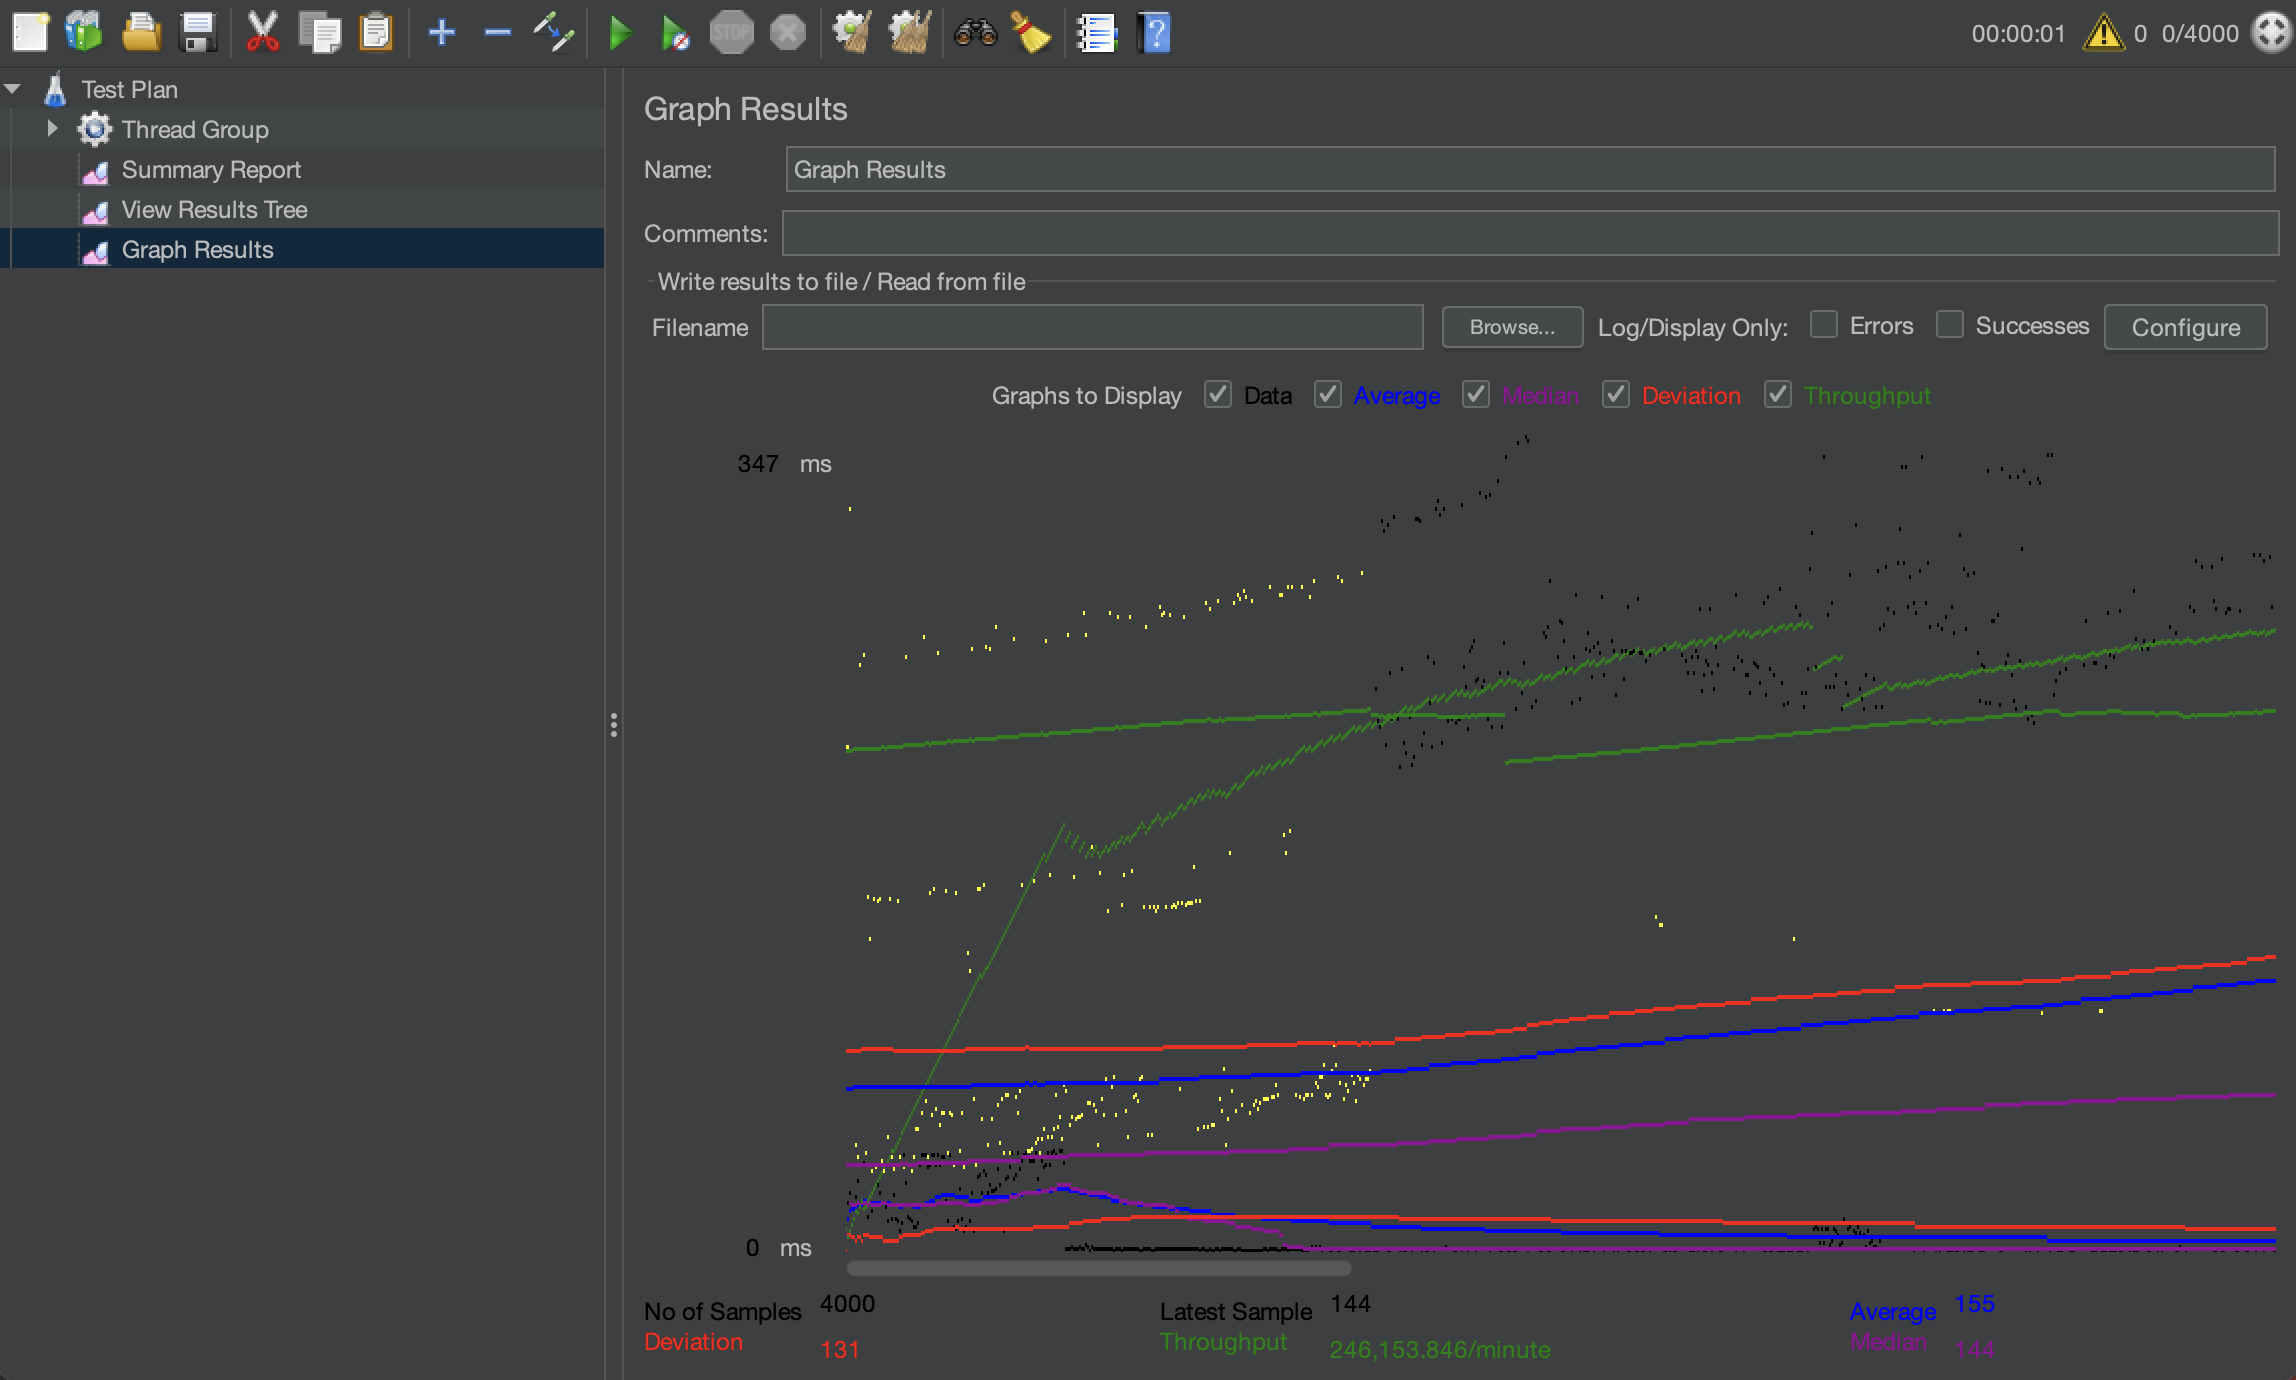 STOP
00:00:01 0 0/4000
Test Plan
Thread Group
Summary Report
View Results Tree
Graph Results
Graph Results
Name: Graph Results
Comments:
Write results to file / Read from file
Filename Browse... Log/Display Only: Errors Successes Configure
Graphs to Display Data Average Median Deviation Throughput
347 ms
0 ms
No of Samples 4000 Latest Sample 144 Average 155
Deviation 131 Throughput 246,153.846/minute Median 144